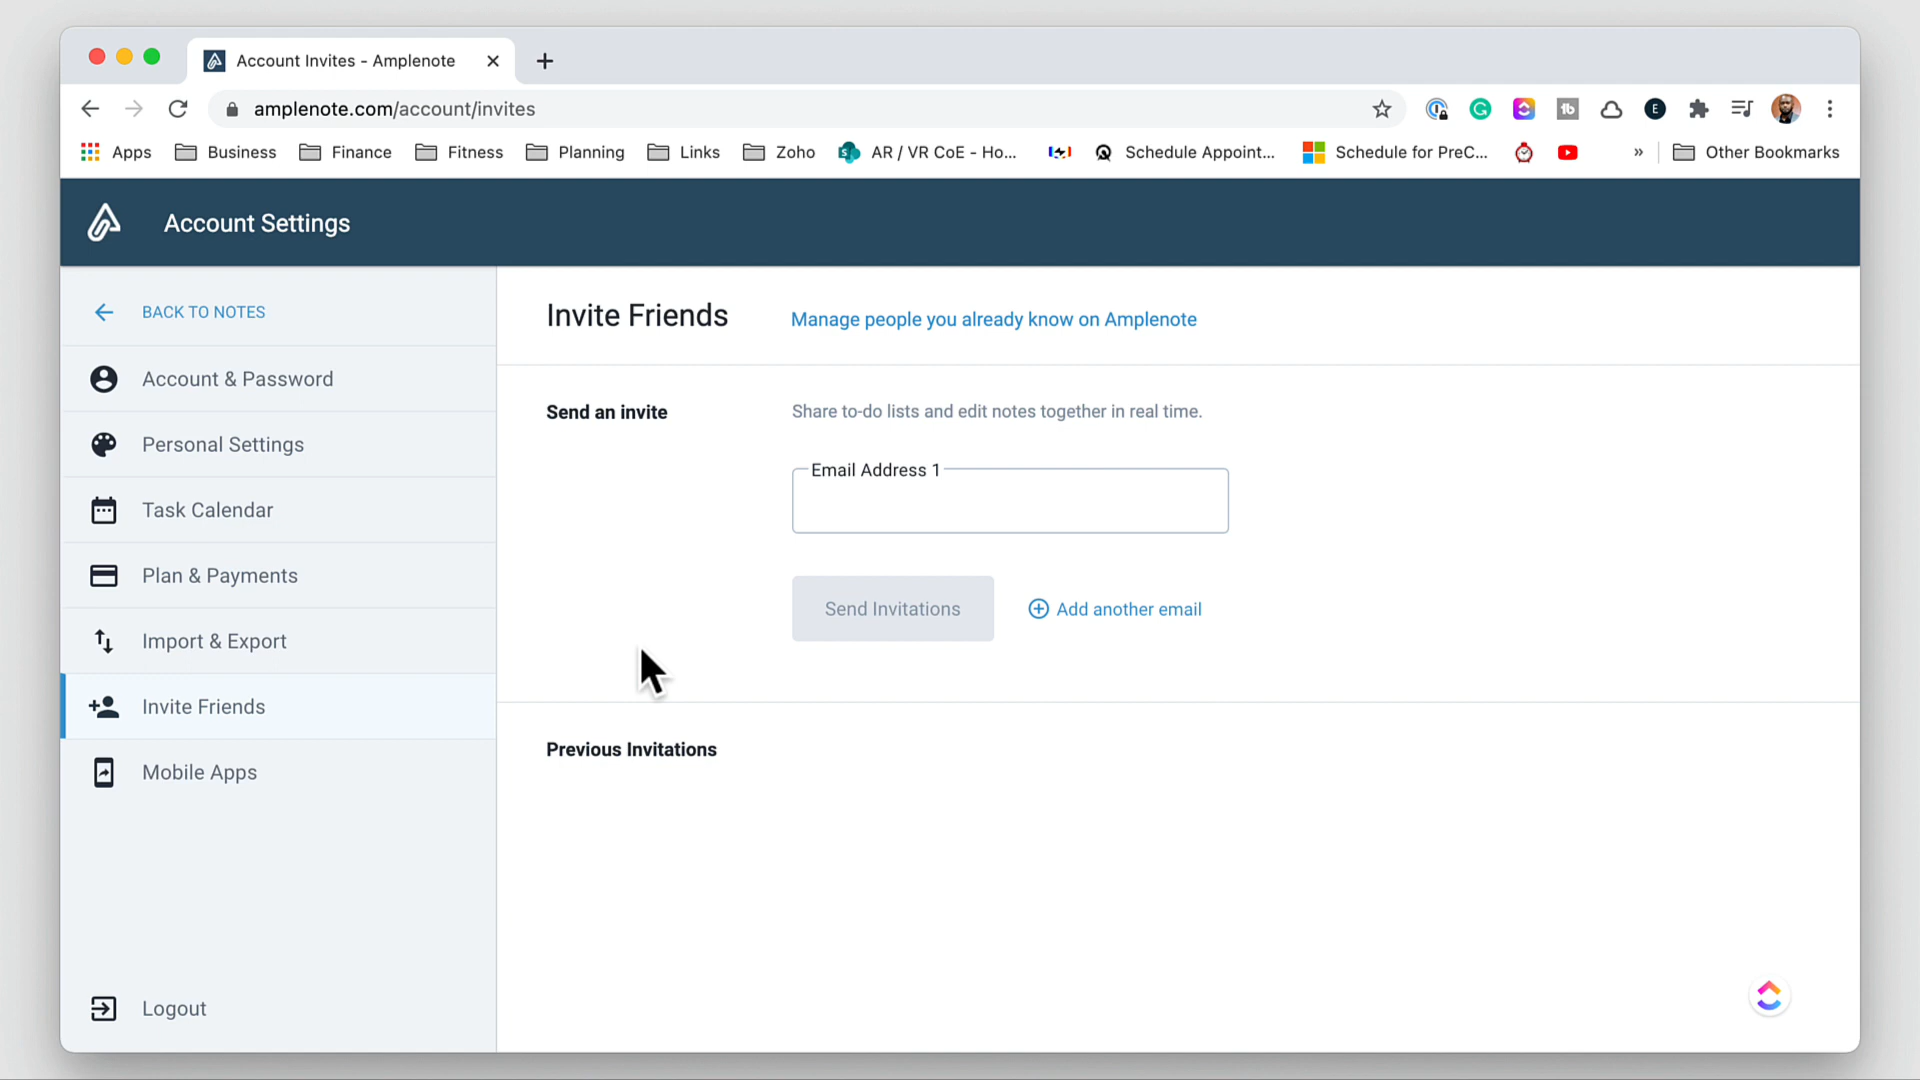 Account Invites - Amplenote
amplenote.com/account/invites
Apps Business Finance Fitness Planning Links Zoho AR / VR CoE - Ho... Schedule Appoint... Schedule for PreC... » Other Bookmarks
Account Settings
BACK TO NOTES
Account & Password
Personal Settings
Task Calendar
Plan & Payments
Import & Export
Invite Friends
Mobile Apps
Logout
Invite Friends Manage people you already know on Amplenote
Send an invite Share to-do lists and edit notes together in real time.
Email Address 1
Send Invitations Add another email
Previous Invitations